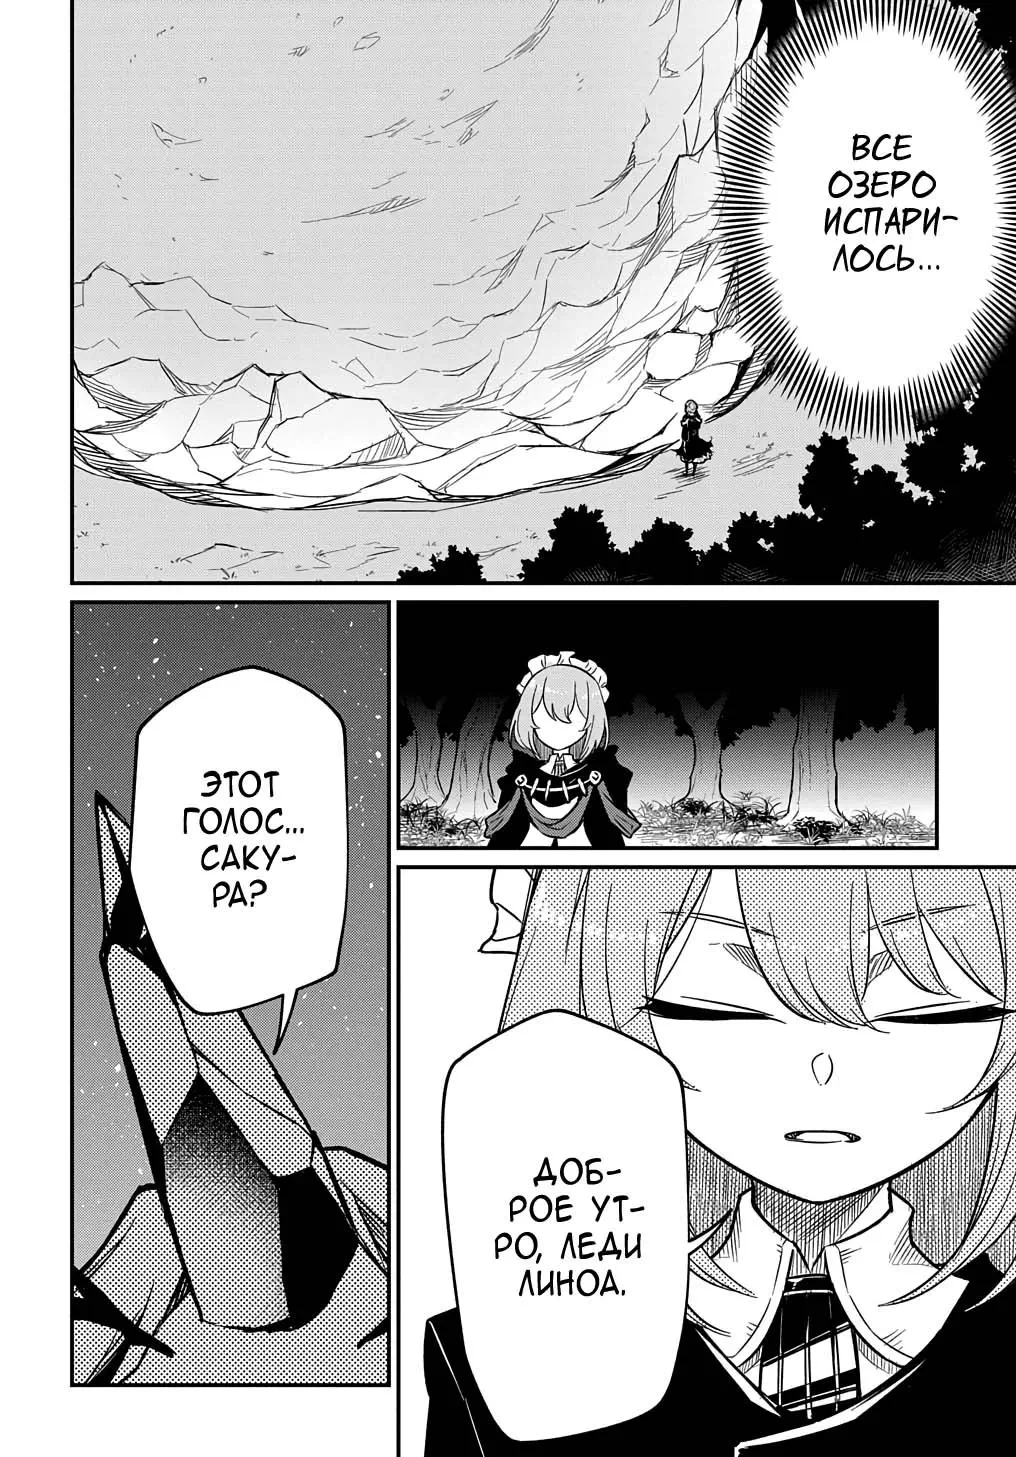 ВСЕ
ОЗЕРО
ИСПАРИ-
ЛОСЬ...
ЭТОТ
ГОЛОС...
САКУ-
РА?
ДОБ-
РОЕ УТ-
РО, ЛЕДИ
ЛИНОА.